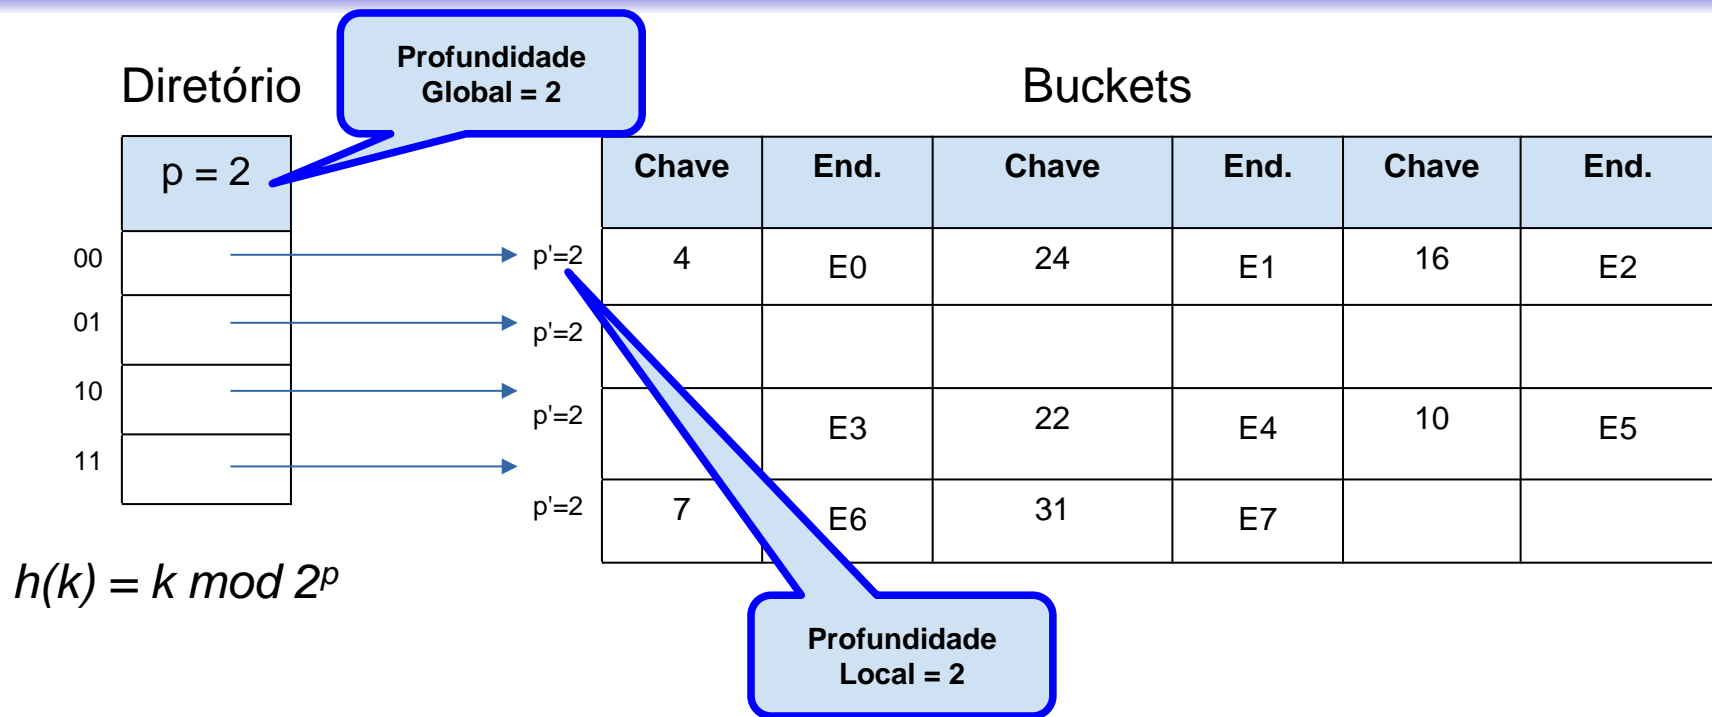 Profundidade
Global = 2
Diretório
Buckets
p = 2
Chave End. Chave End. Chave End.
00 p'=2 4 E0 24 E1 16 E2
01 p'=2
10 p'=2 E3 22 E4 10 E5
11 p'=2 7 E6 31 E7
h(k) = k mod 2ᵖ
Profundidade
Local = 2